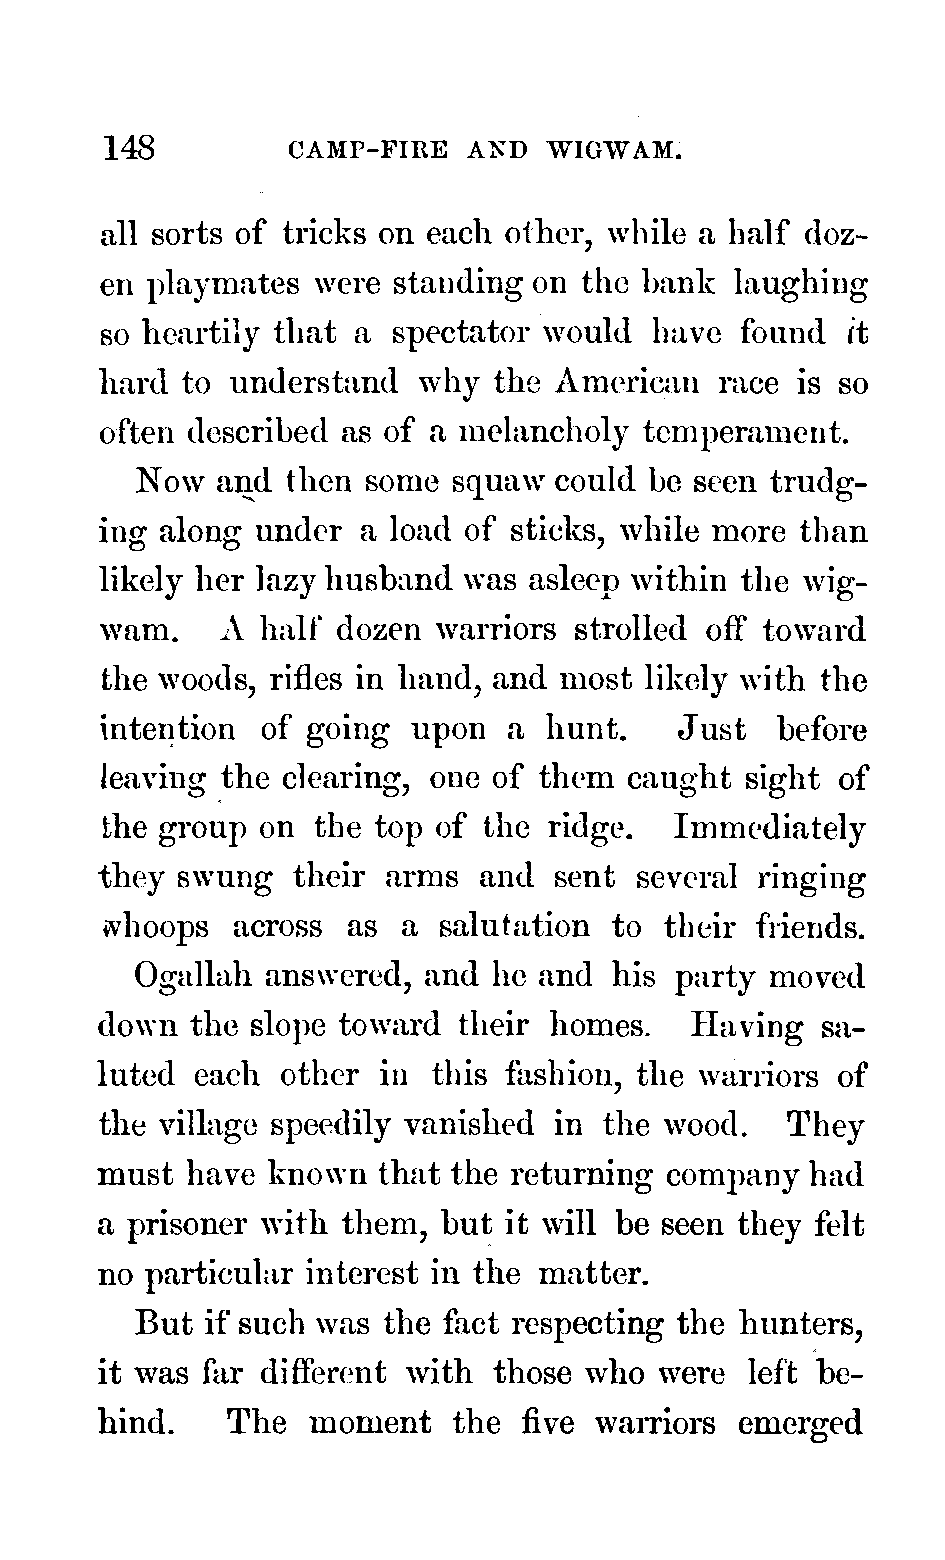 148 CAMP-FIRE AND WIGWAM.
all sorts of tricks on each other, while a half doz-
en playmates were standing on the bank laughing
so heartily that a spectator would have found it
hard to understand why the American race is so
often described as of a melancholy temperament.
Now and then some squaw could be seen trudg-
ing along under a load of sticks, while more than
likely her lazy husband was asleep within the wig-
wam. A half dozen warriors strolled off toward
the woods, rifles in hand, and most likely with the
intention of going upon a hunt. Just before
leaving the clearing, one of them caught sight of
the group on the top of the ridge. Immediately
they swung their arms and sent several ringing
whoops across as a salutation to their friends.
Ogallah answered, and he and his party moved
down the slope toward their homes. Having sa-
luted each other in this fashion, the warriors of
the village speedily vanished in the wood. They
must have known that the returning company had
a prisoner with them, but it will be seen they felt
no particular interest in the matter.
But if such was the fact respecting the hunters,
it was far different with those who were left be-
hind. The moment the five warriors emerged